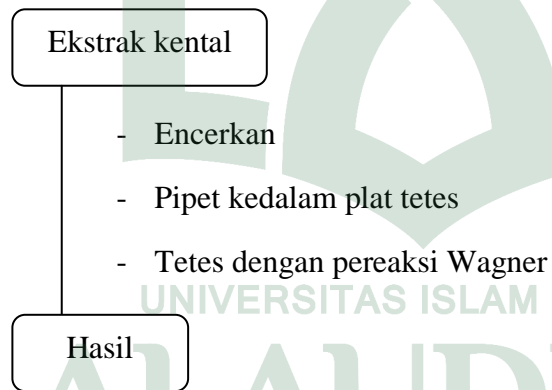 Ekstrak kental
- Encerkan
- Pipet kedalam plat tetes
- Tetes dengan pereaksi Wagner
UNIVERSITAS ISLAM
Hasil